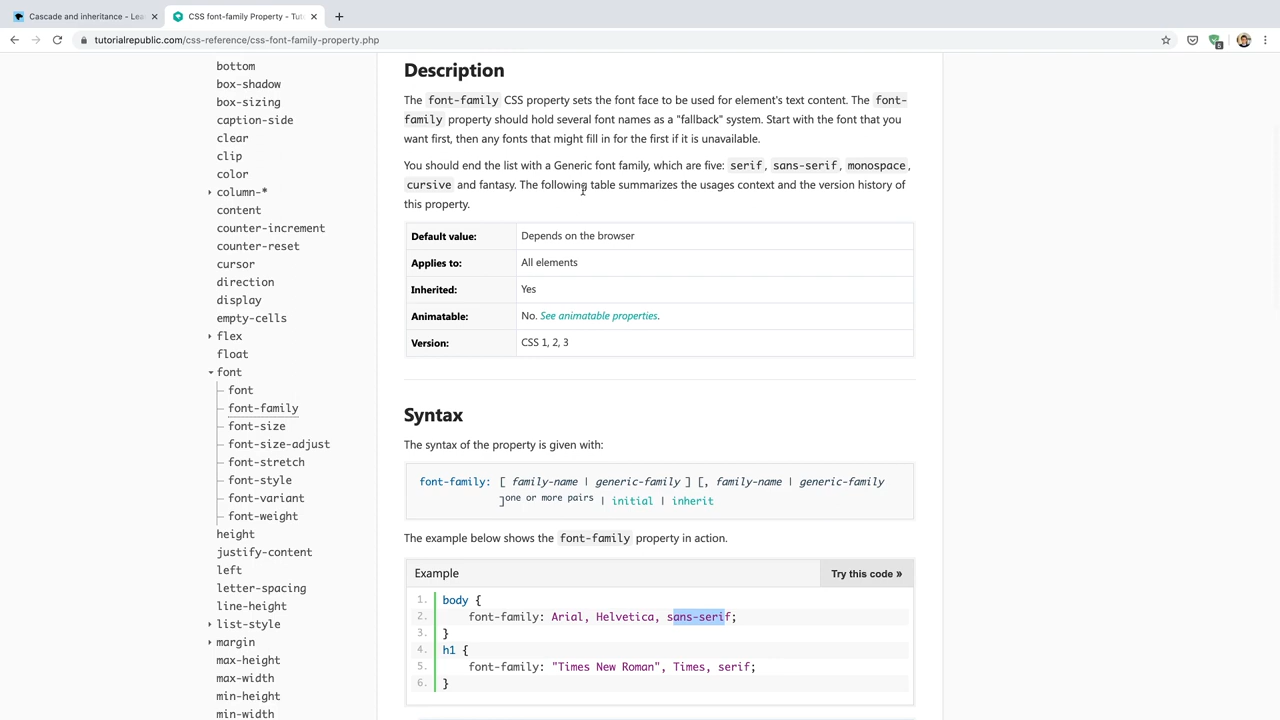 Cascade and inheritance - Lea
CSS font-family Property - Tuto
tutorialrepublic.com/css-reference/css-font-family-property.php
6
bottom
box-shadow
box-sizing
caption-side
clear
clip
color
column-*
content
counter-increment
counter-reset
cursor
direction
display
empty-cells
flex
float
font
font
font-family
font-size
font-size-adjust
font-stretch
font-style
font-variant
font-weight
height
justify-content
left
letter-spacing
line-height
list-style
margin
max-height
max-width
min-height
min-width
Description
The font-family CSS property sets the font face to be used for element's text content. The font-
family property should hold several font names as a "fallback" system. Start with the font that you
want first, then any fonts that might fill in for the first if it is unavailable.
You should end the list with a Generic font family, which are five: serif, sans-serif, monospace,
cursive and fantasy. The following table summarizes the usages context and the version history of
this property.
Default value: Depends on the browser
Applies to: All elements
Inherited: Yes
Animatable: No. See animatable properties.
Version: CSS 1, 2, 3
Syntax
The syntax of the property is given with:
font-family: [ family-name | generic-family ] [, family-name | generic-family
]one or more pairs | initial | inherit
The example below shows the font-family property in action.
Example Try this code »
1. body {
2. font-family: Arial, Helvetica, sans-serif;
3. }
4. h1 {
5. font-family: "Times New Roman", Times, serif;
6. }